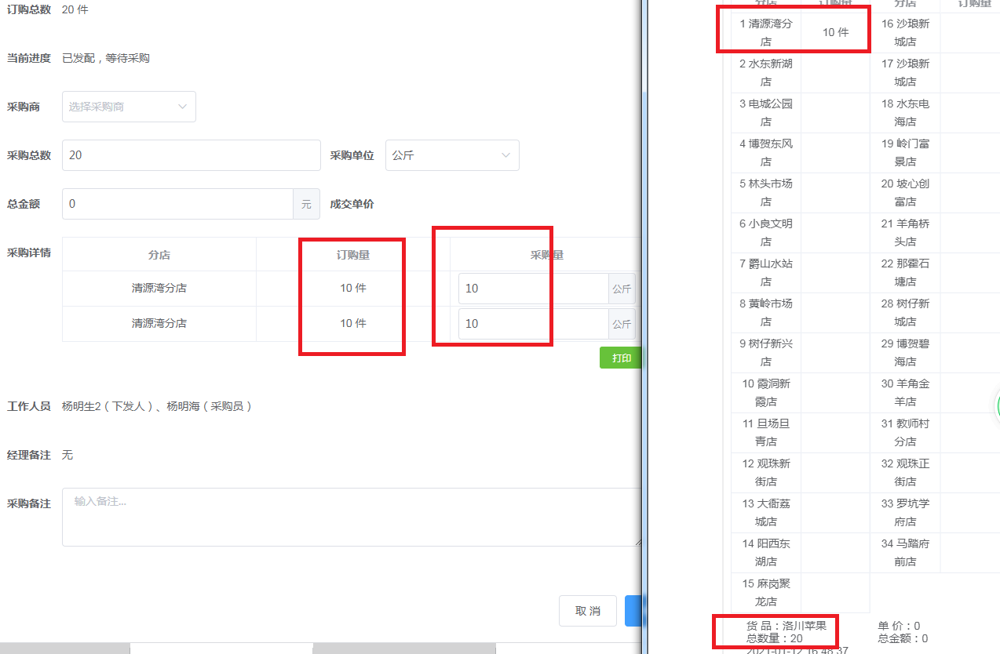 订购总数 20 件
当前进度 已发配，等待采购
采购商 选择采购商
采购总数 20 采购单位 公斤
总金额 0 元 成交单价
采购详情 分店 订购量 采购量
清源湾分店 10 件 10 公斤
清源湾分店 10 件 10 公斤
打印
工作人员 杨明生2（下发人）、杨明海（采购员）
经理备注 无
采购备注 输入备注...
取 消
分店 订购量 分店 订购量
1 清源湾分店 10 件 16 沙琅新城店
2 水东新湖店 17 沙琅新城店
3 电城公园店 18 水东电海店
4 博贺东风店 19 岭门富景店
5 林头市场店 20 坡心创富店
6 小良文明店 21 羊角桥头店
7 爵山水站店 22 那霍石塘店
8 黄岭市场店 28 树仔新城店
9 树仔新兴店 29 博贺碧海店
10 霞洞新霞店 30 羊角金羊店
11 旦场旦青店 31 教师村分店
12 观珠新街店 32 观珠正街店
13 大衙荔城店 33 罗坑学府店
14 阳西东湖店 34 马踏府前店
15 麻岗聚龙店
货 品：洛川苹果 单 价：0
总数量：20 总金额：0
2021-01-12 16:48:37